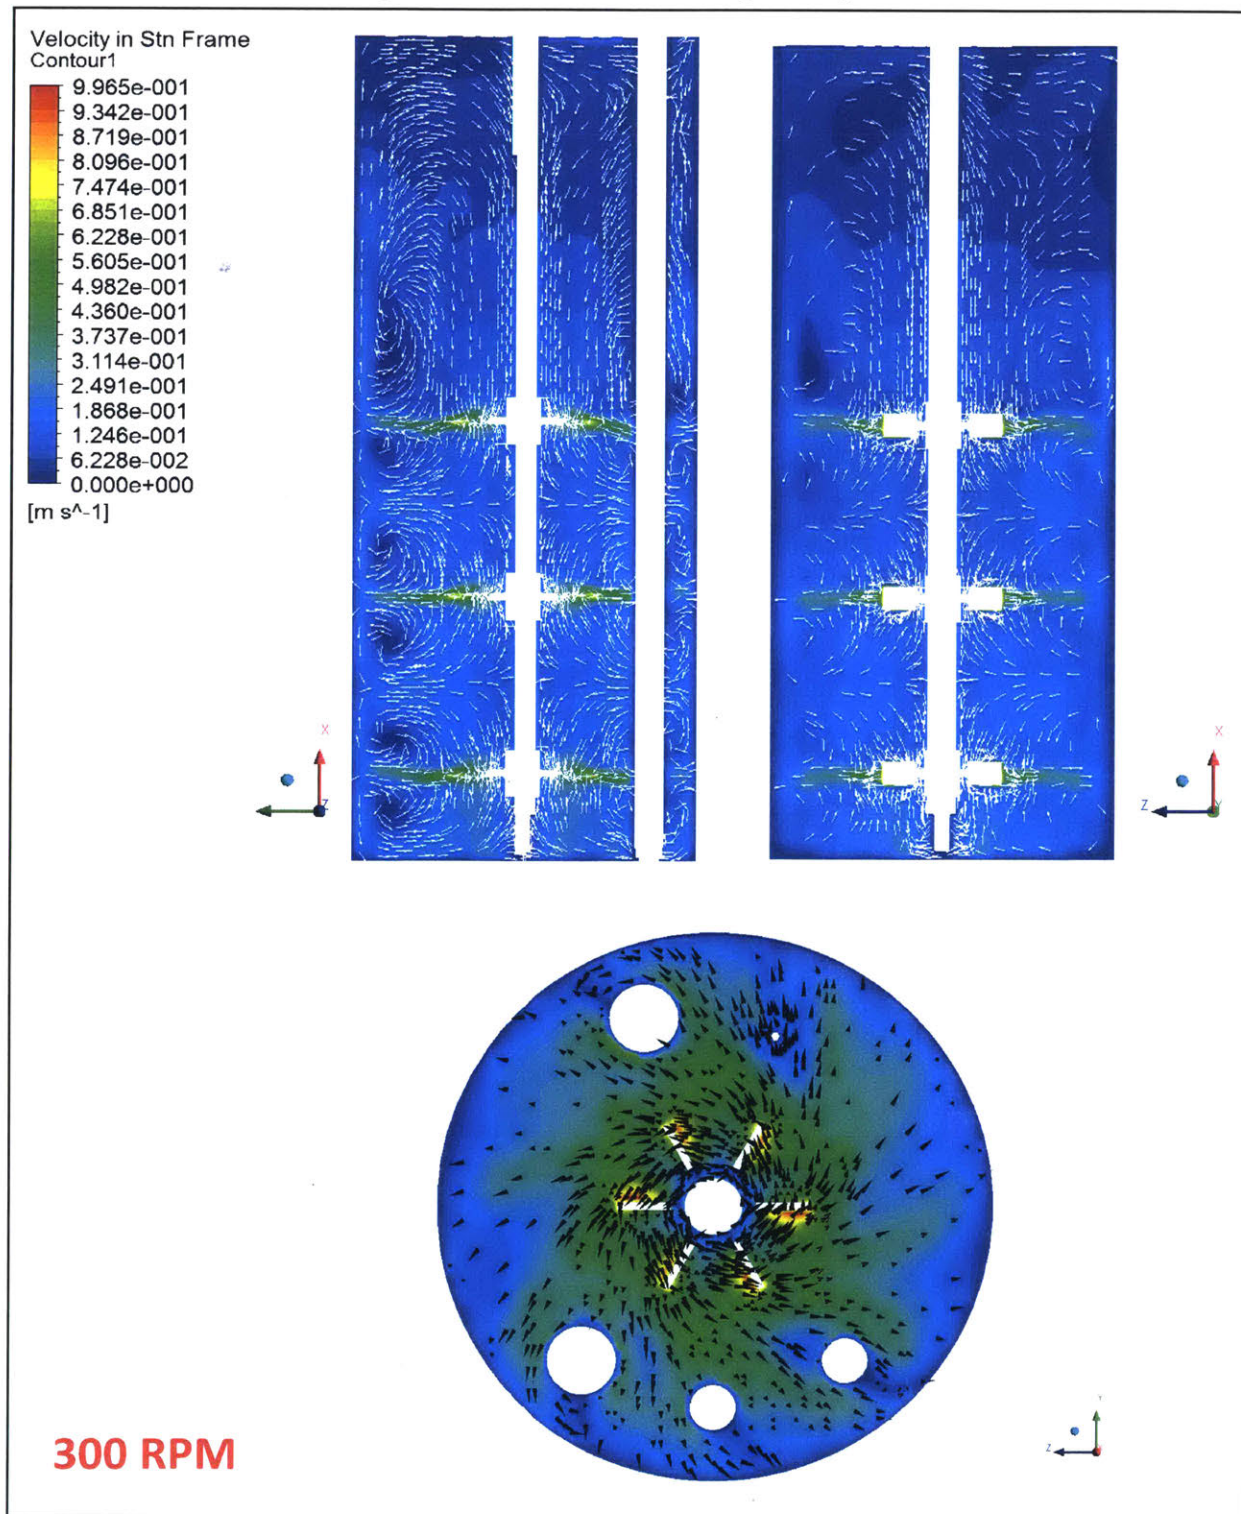 Velocity in Stn Frame
Contour1
9.965e-001
9.342e-001
8.719e-001
8.096e-001
7.474e-001
6.851e-001
6.228e-001
5.605e-001
4.982e-001
4.360e-001
3.737e-001
3.114e-001
2.491e-001
1.868e-001
1.246e-001
6.228e-002
0.000e+000
[m s^-1]
X
Z
X
Z
Y
Z
300 RPM